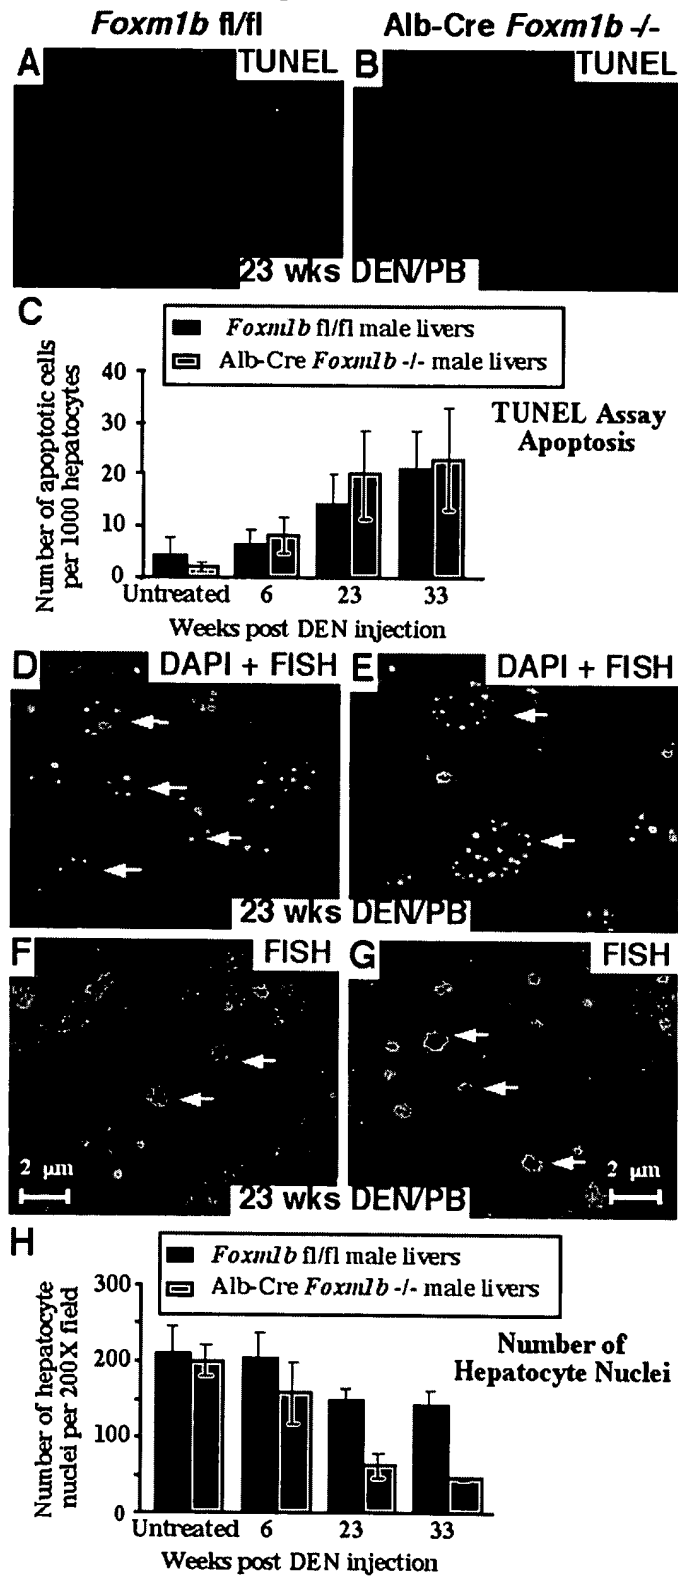 Foxm1b fl/fl
Alb-Cre Foxm1b -/-
A
TUNEL
B
TUNEL
23 wks DEN/PB
C
Foxm1b fl/fl male livers
Alb-Cre Foxm1b -/- male livers
Number of apoptotic cells
per 1000 hepatocytes
40
30
20
10
0
TUNEL Assay
Apoptosis
Untreated 6 23 33
Weeks post DEN injection
D
DAPI + FISH
E
DAPI + FISH
23 wks DEN/PB
F
FISH
G
FISH
2 μm
2 μm
23 wks DEN/PB
H
Foxm1b fl/fl male livers
Alb-Cre Foxm1b -/- male livers
Number of hepatocyte
nuclei per 200X field
300
200
100
0
Number of
Hepatocyte Nuclei
Untreated 6 23 33
Weeks post DEN injection